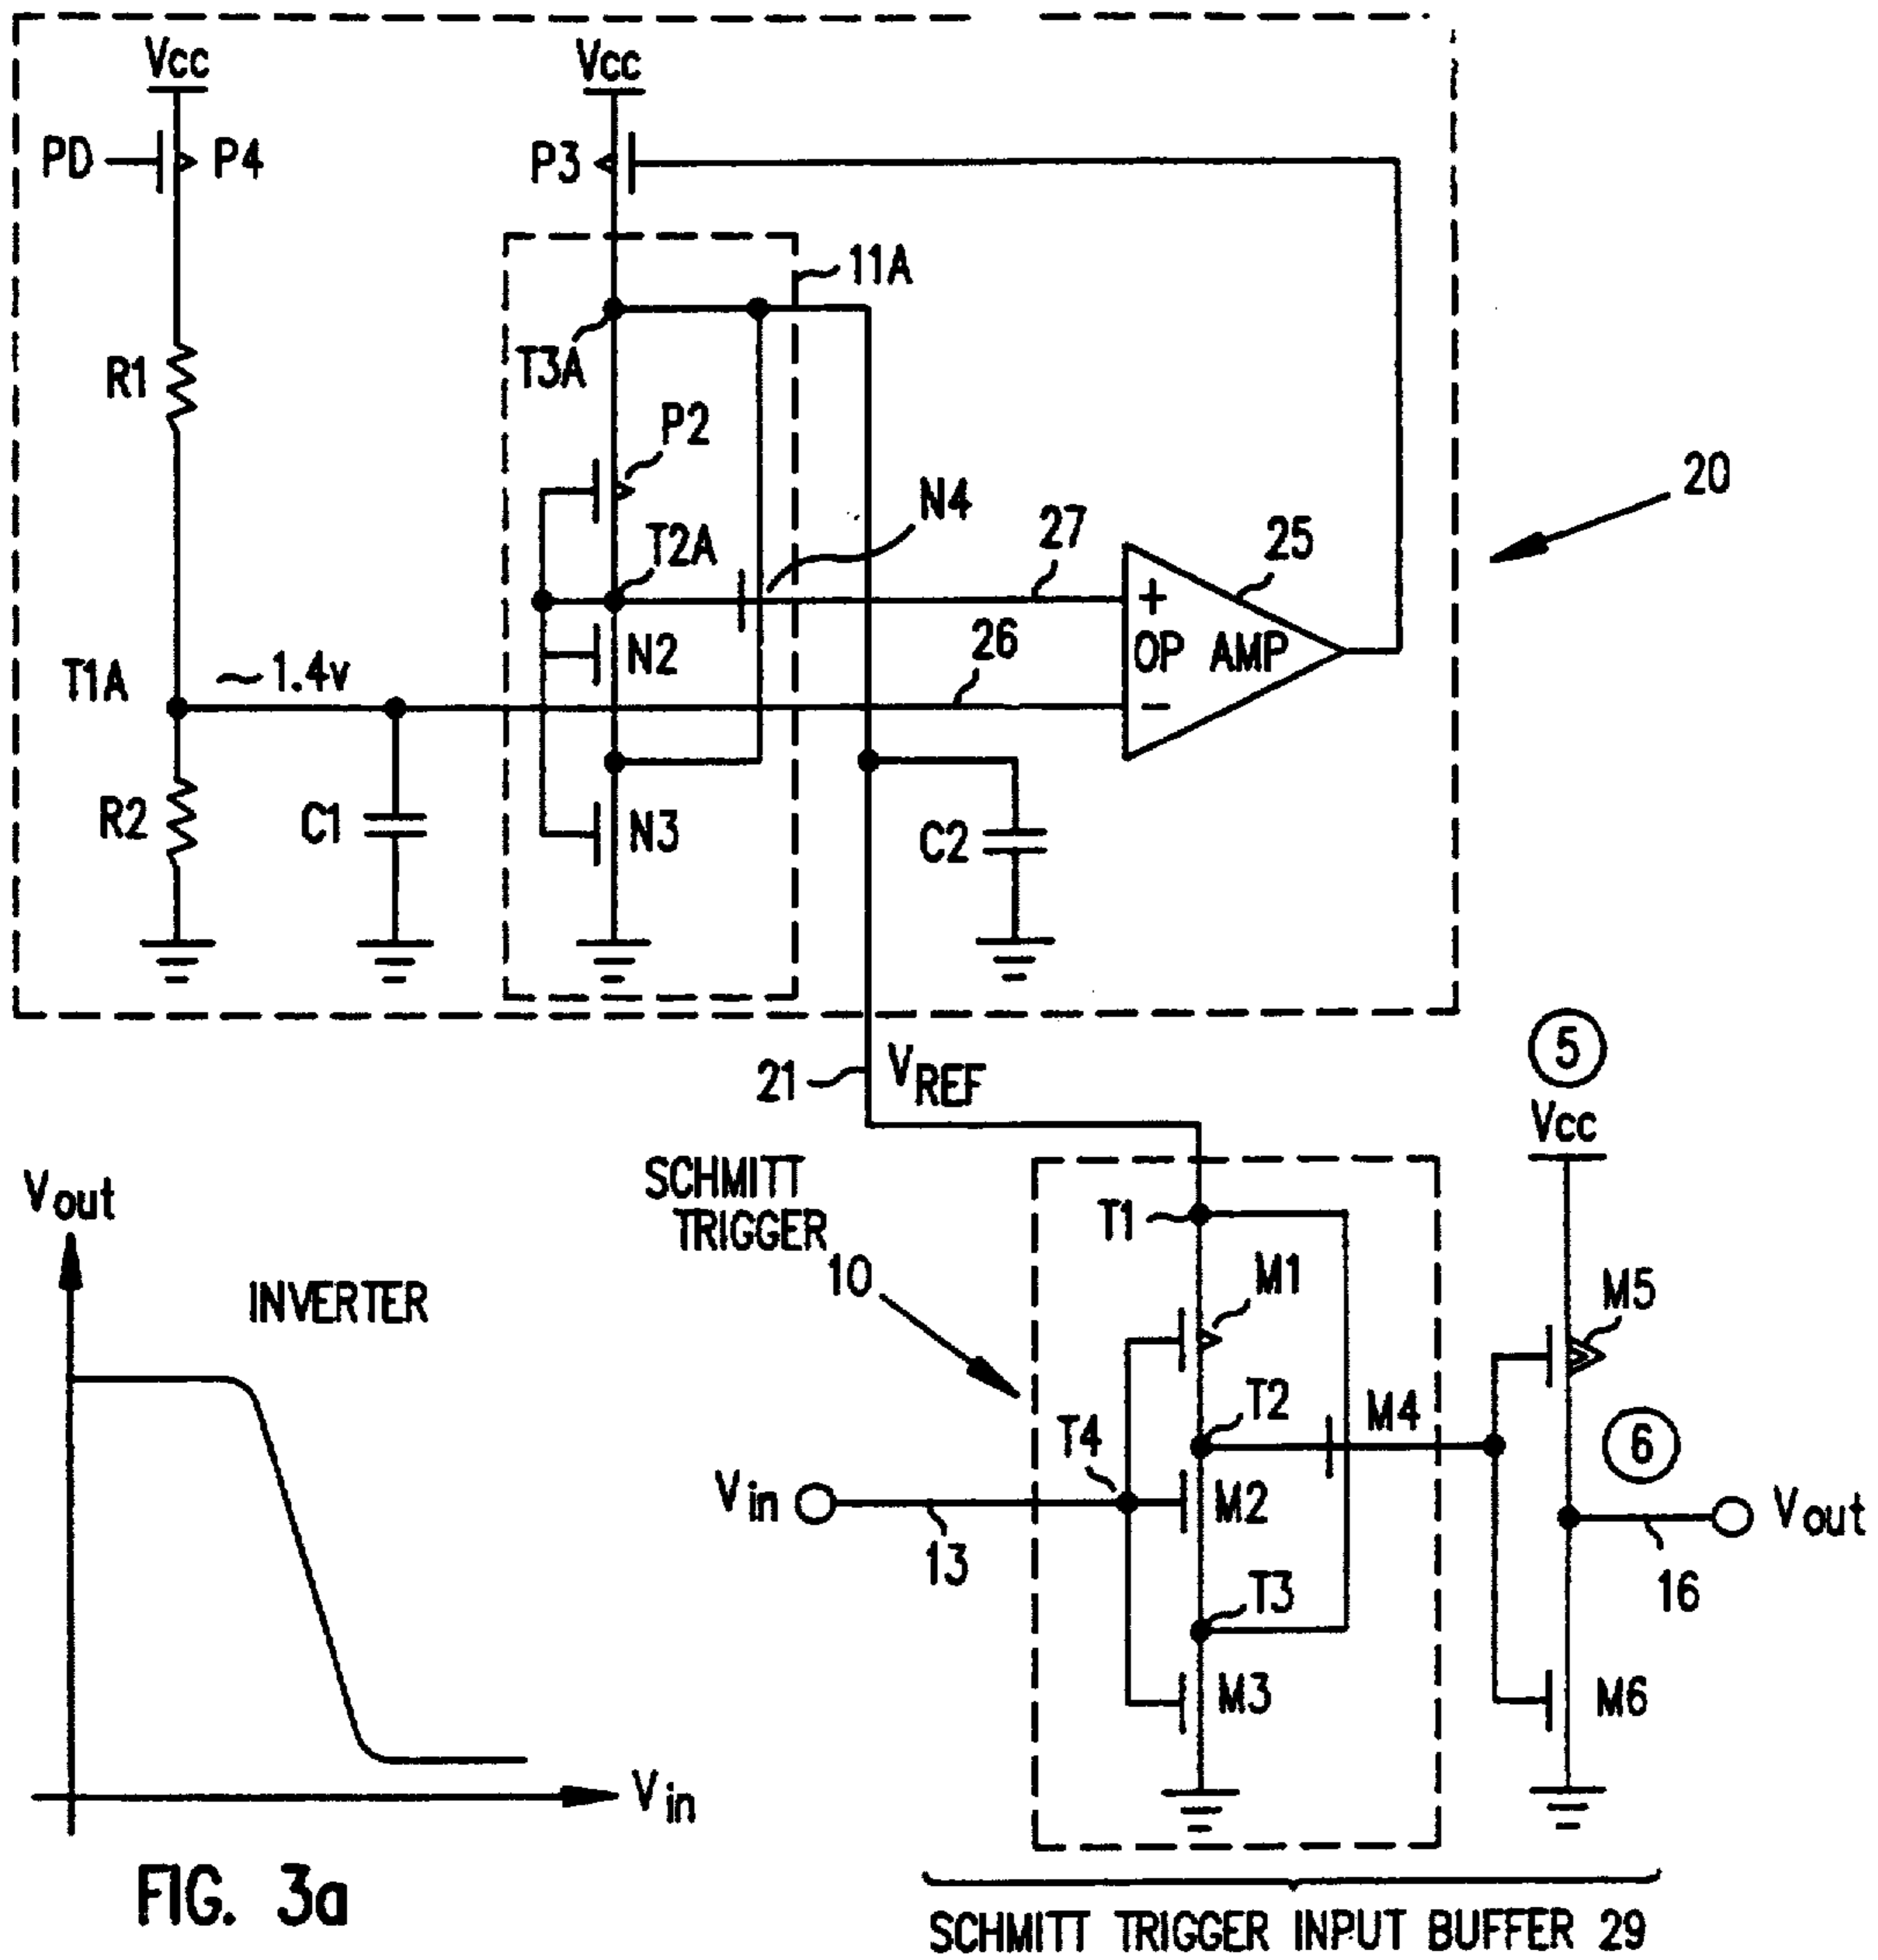 Vcc
Vcc
PD
P4
P3
11A
T3A
R1
P2
N4
20
T2A
27
25
+
OP AMP
−
N2
26
T1A
~1.4v
R2
C1
N3
C2
5
21
VREF
Vcc
Vout
SCHMITT
TRIGGER
T1
10
M1
M5
INVERTER
T2
M4
6
T4
Vin
M2
Vout
13
T3
16
M3
M6
Vin
FIG. 3a
SCHMITT TRIGGER INPUT BUFFER 29